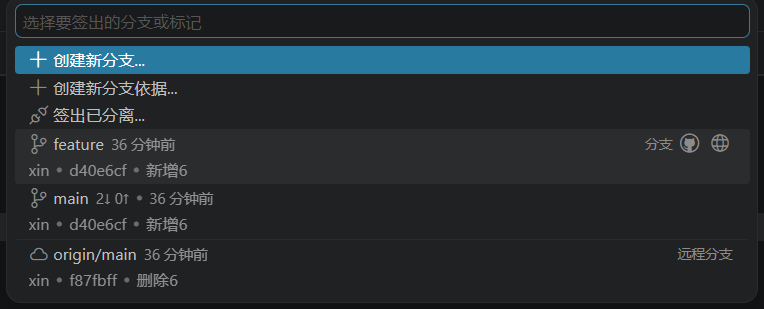 选择要签出的分支或标记
创建新分支...
创建新分支依据...
签出已分离...
feature 36 分钟前 分支
xin • d40e6cf • 新增6
main 2↓ 0↑ • 36 分钟前
xin • d40e6cf • 新增6
origin/main 36 分钟前 远程分支
xin • f87fbff • 删除6